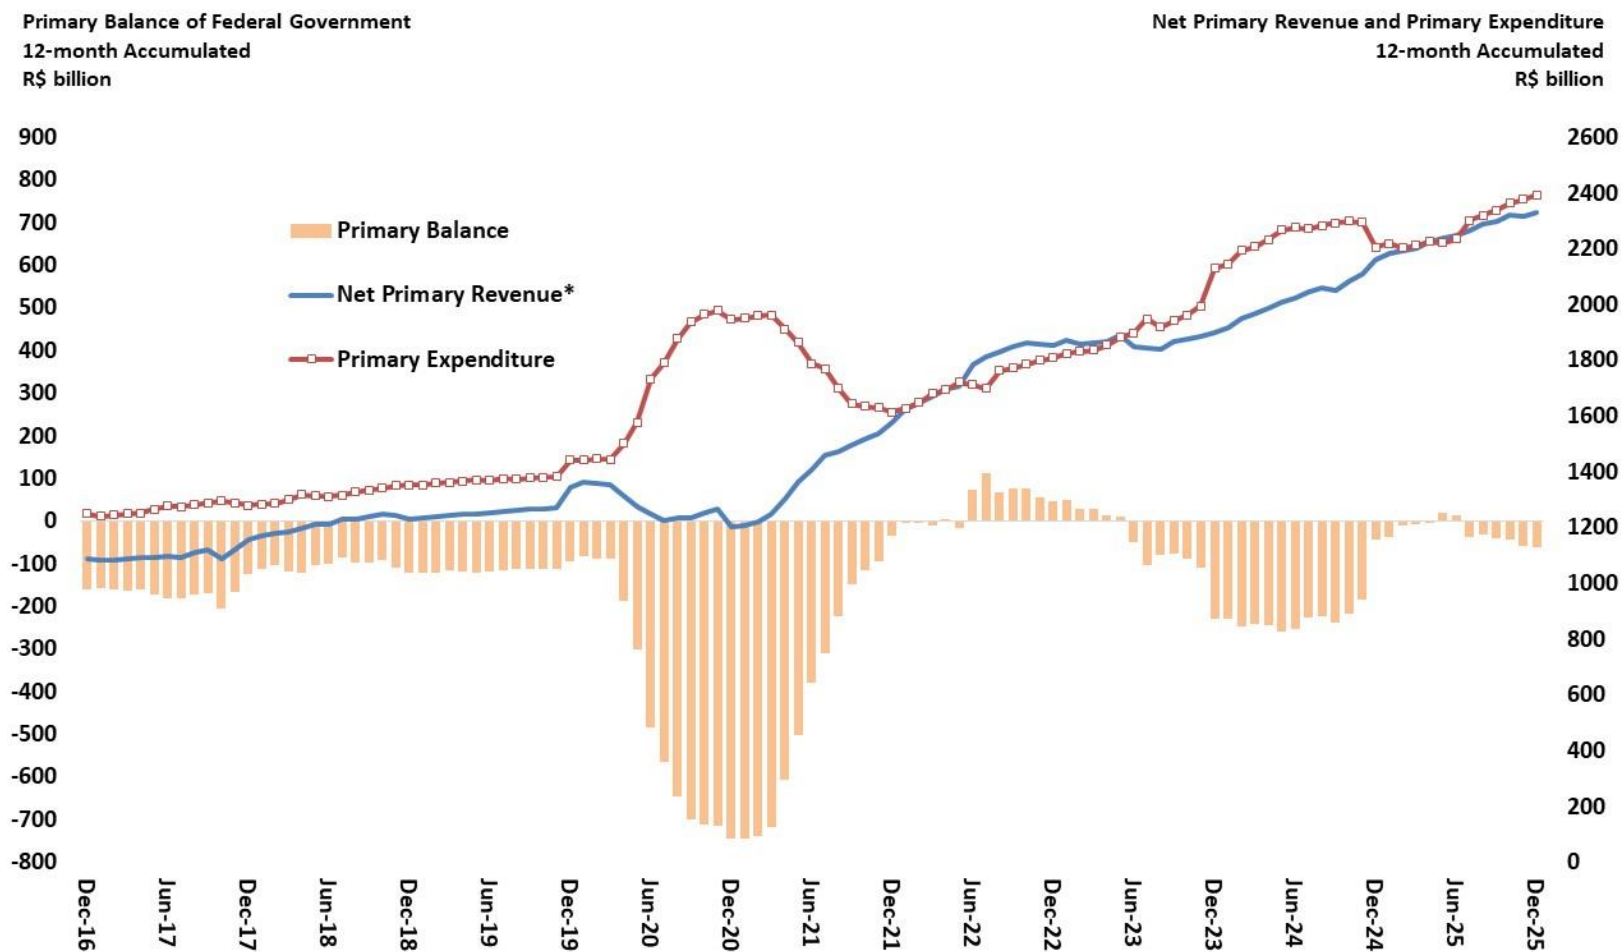 Primary Balance of Federal Government
12-month Accumulated
R$ billion
Net Primary Revenue and Primary Expenditure
12-month Accumulated
R$ billion
900
800
700
600
500
400
300
200
100
0
-100
-200
-300
-400
-500
-600
-700
-800
Primary Balance
Net Primary Revenue*
Primary Expenditure
2600
2400
2200
2000
1800
1600
1400
1200
1000
800
600
400
200
0
Dec-16
Jun-17
Dec-17
Jun-18
Dec-18
Jun-19
Dec-19
Jun-20
Dec-20
Jun-21
Dec-21
Jun-22
Dec-22
Jun-23
Dec-23
Jun-24
Dec-24
Jun-25
Dec-25